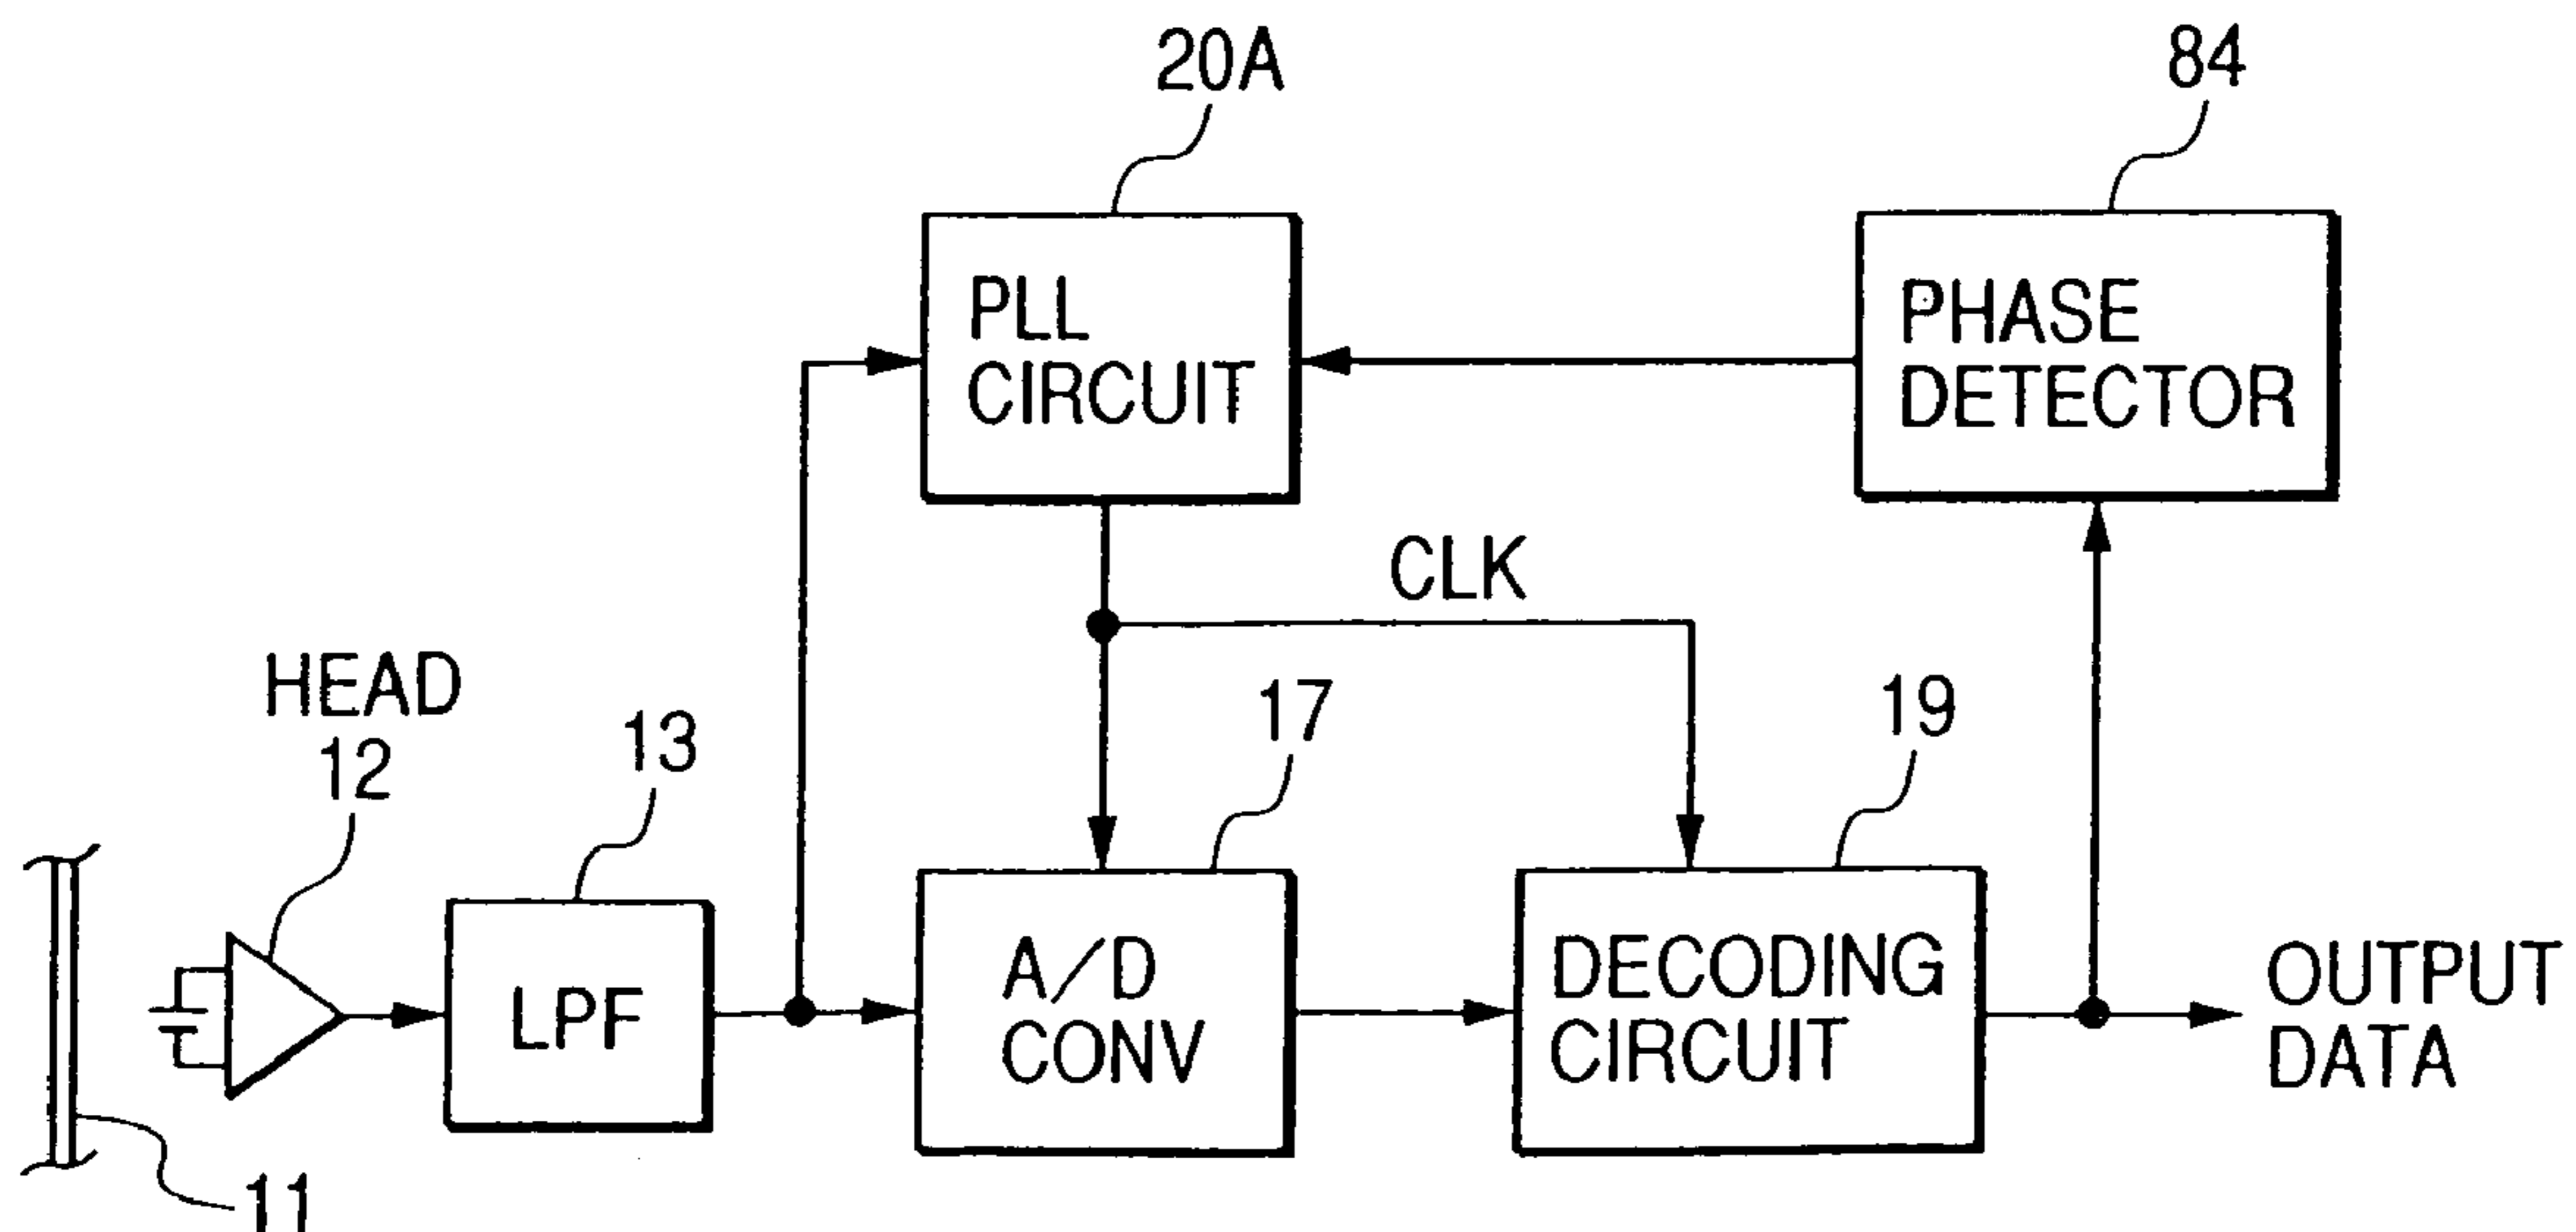 20A
84
PLL
CIRCUIT
PHASE
DETECTOR
CLK
HEAD
12
13
17
19
LPF
A/D
CONV
DECODING
CIRCUIT
OUTPUT
DATA
11